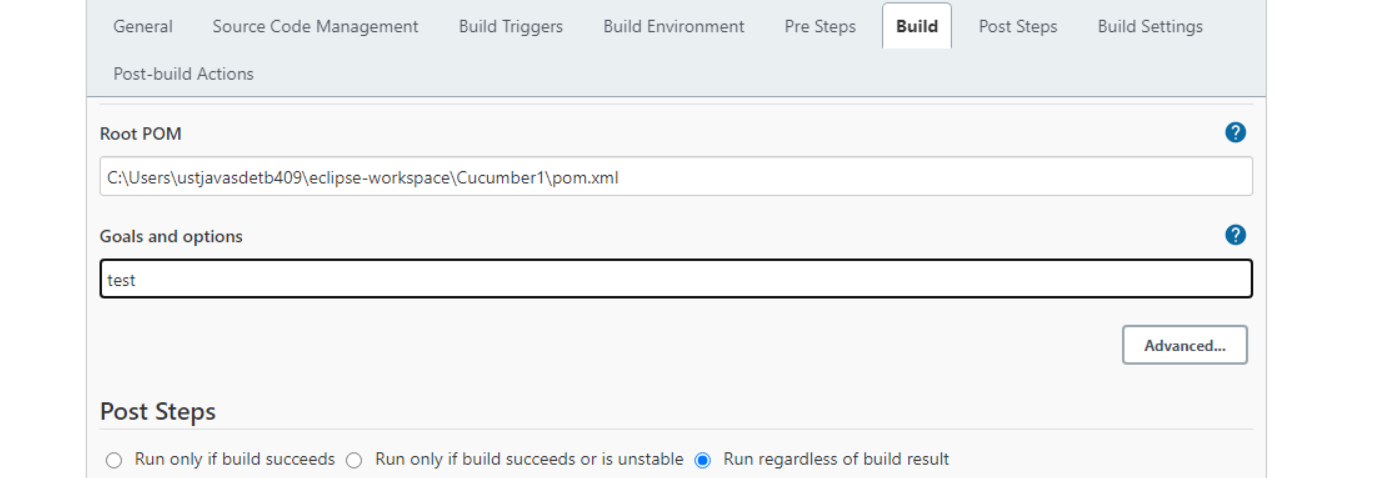 General Source Code Management Build Triggers Build Environment Pre Steps Build Post Steps Build Settings
Post-build Actions
Root POM ?
C:\Users\ustjavasdetb409\eclipse-workspace\Cucumber1\pom.xml
Goals and options ?
test
Advanced...
Post Steps
Run only if build succeeds Run only if build succeeds or is unstable Run regardless of build result